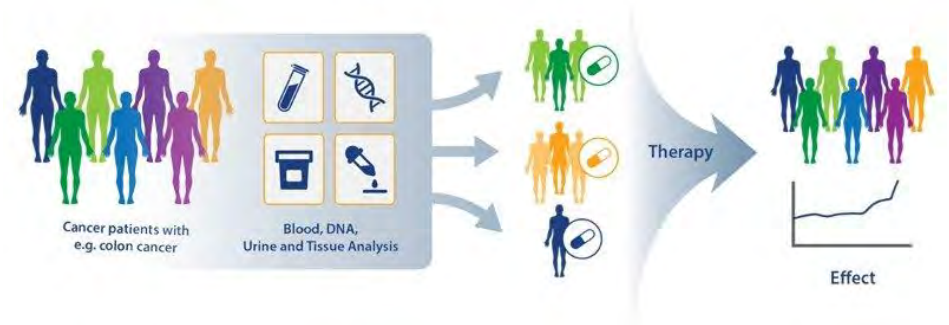 Cancer patients with
e.g. colon cancer
Blood, DNA,
Urine and Tissue Analysis
Therapy
Effect